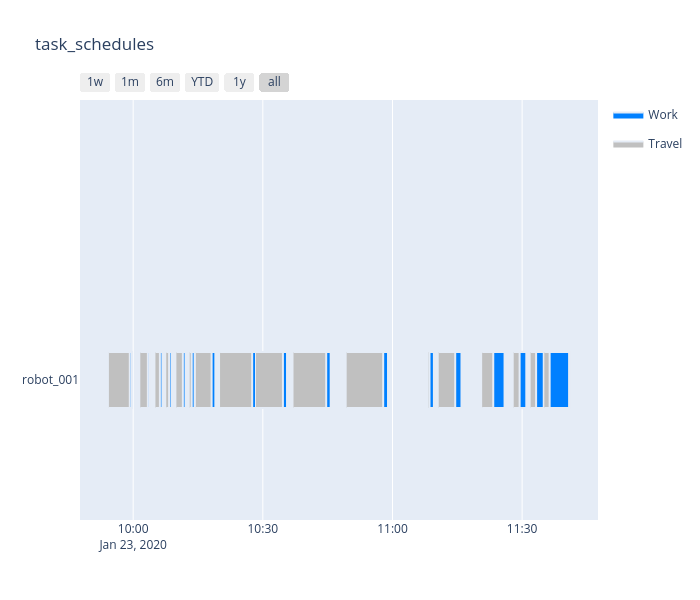 task_schedules
1w 1m 6m YTD 1y all
Work
Travel
robot_001
10:00 10:30 11:00 11:30
Jan 23, 2020